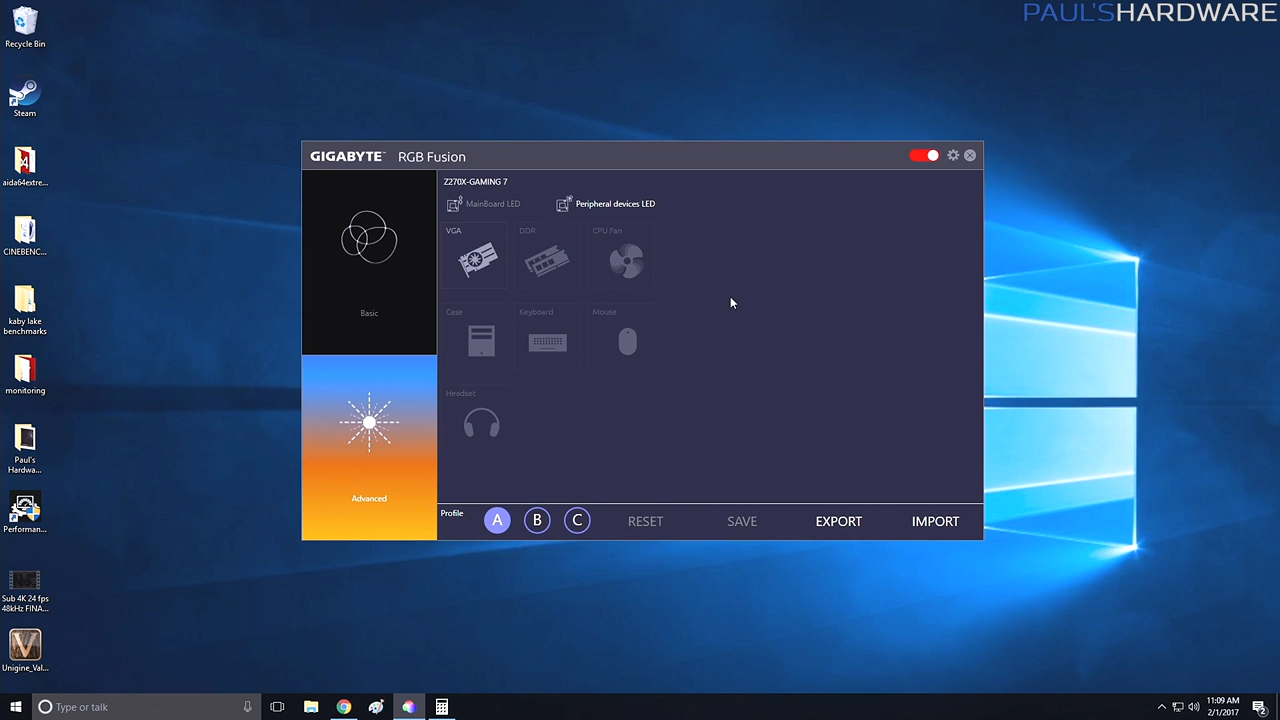 PAUL'SHARDWARE
Recycle Bin
Steam
aida64extre...
CINEBENC...
kaby lake
benchmarks
monitoring
Paul's
Hardwa...
Performan...
Sub 4K 24 fps
48kHz FINA...
Unigine_Val...
GIGABYTE™ RGB Fusion
Basic
Advanced
Z270X-GAMING 7
MainBoard LED Peripheral devices LED
VGA DDR CPU Fan
Case Keyboard Mouse
Headset
Profile A B C RESET SAVE EXPORT IMPORT
Type or talk
11:09 AM
2/1/2017
2